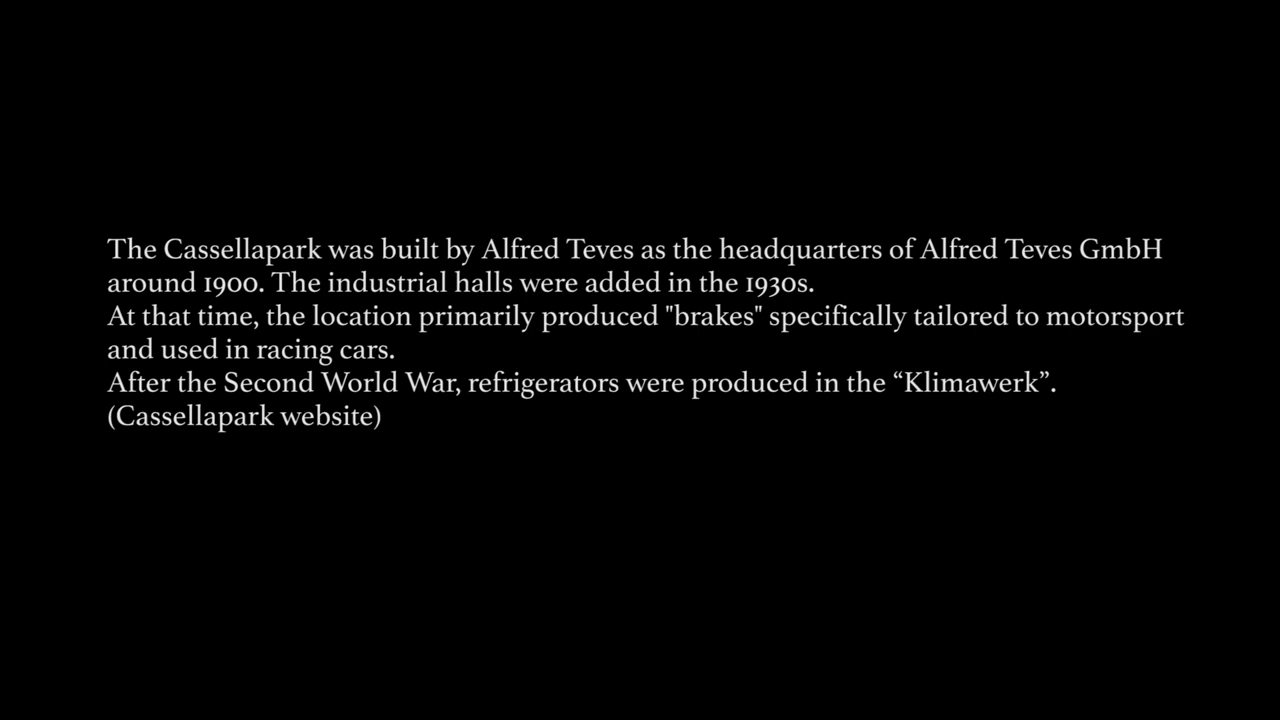 The Cassellapark was built by Alfred Teves as the headquarters of Alfred Teves GmbH
around 1900. The industrial halls were added in the 1930s.
At that time, the location primarily produced "brakes" specifically tailored to motorsport
and used in racing cars.
After the Second World War, refrigerators were produced in the “Klimawerk”.
(Cassellapark website)